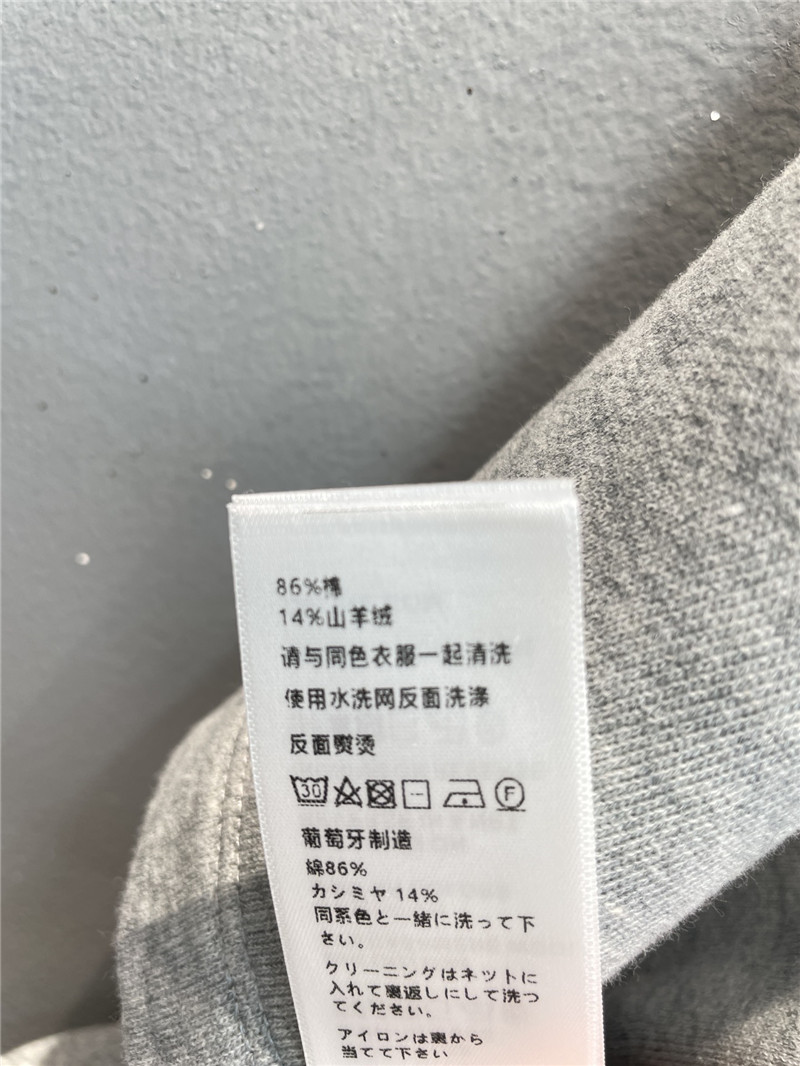 86%棉
14%山羊绒
请与同色衣服一起清洗
使用水洗网反面洗涤
反面熨烫
30 F
葡萄牙制造
綿86%
カシミヤ 14%
同系色と一緒に洗って下
さい。
クリーニングはネットに
入れて裏返しにして洗っ
てください。
アイロンは裏から
当てて下さい